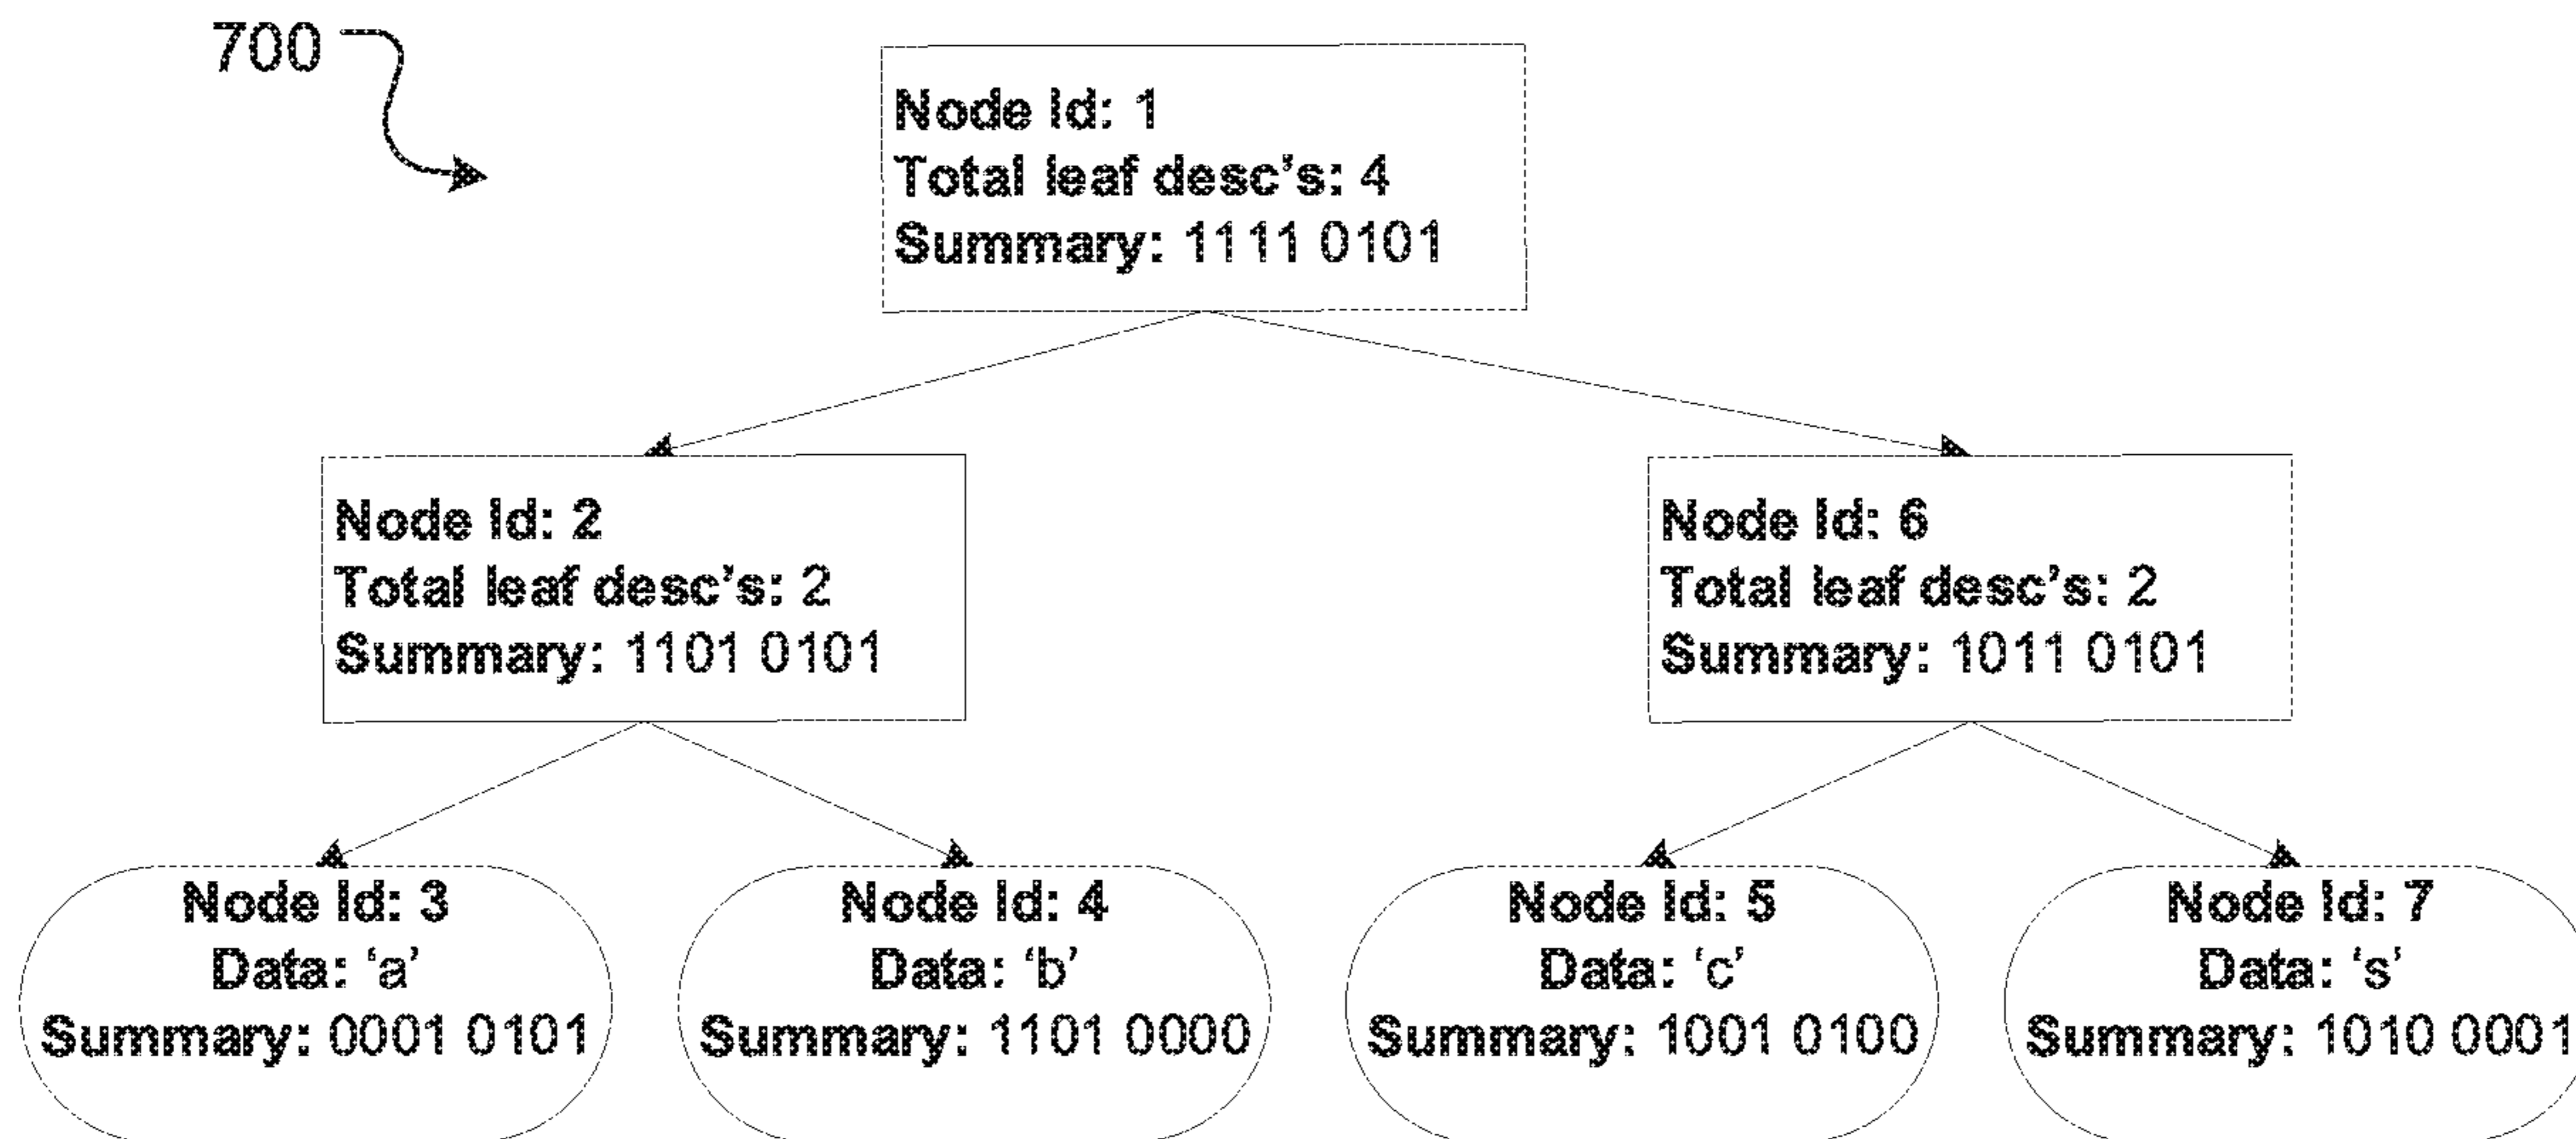 700
Node Id: 1
Total leaf desc's: 4
Summary: 1111 0101
Node Id: 2
Total leaf desc's: 2
Summary: 1101 0101
Node Id: 6
Total leaf desc's: 2
Summary: 1011 0101
Node Id: 3
Data: ‘a’
Summary: 0001 0101
Node Id: 4
Data: ‘b’
Summary: 1101 0000
Node Id: 5
Data: ‘c’
Summary: 1001 0100
Node Id: 7
Data: ‘s’
Summary: 1010 0001